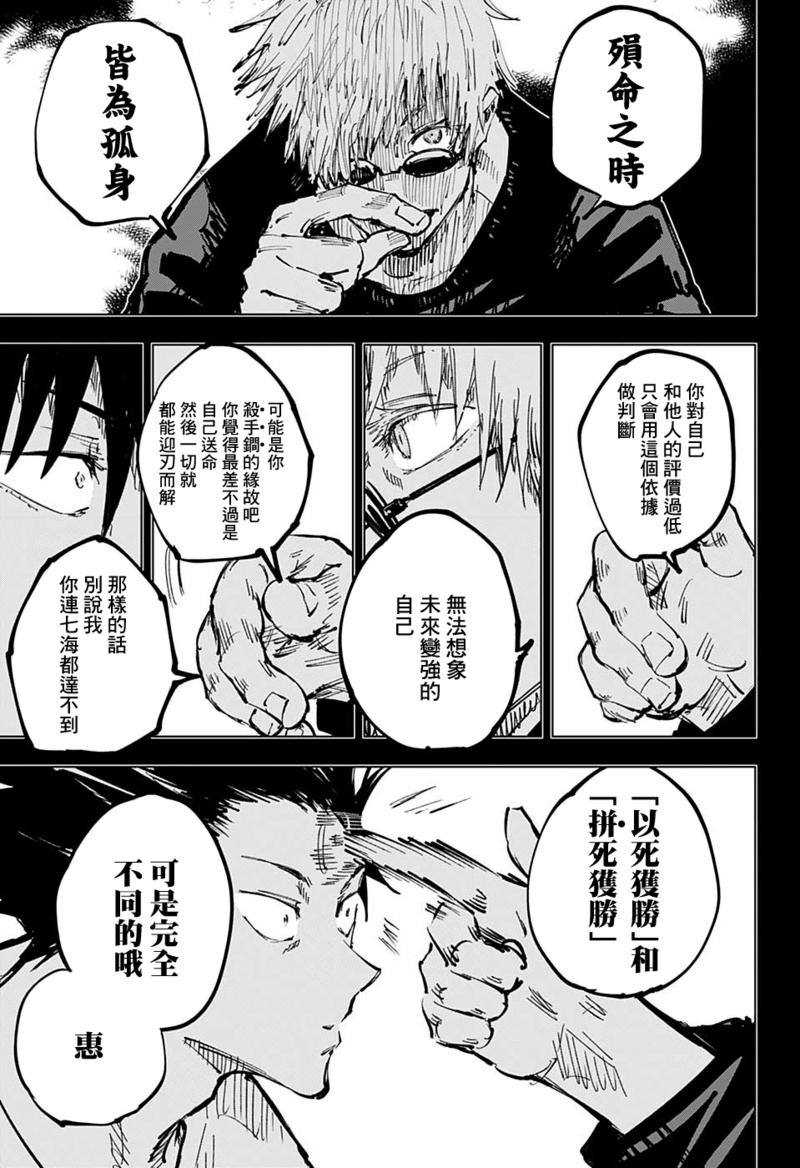 殞命之時
皆為孤身
你對自己
和他人的評價過低
只會用這個依據
做判斷
無法想象
未來變強的
自己
可能是你
殺手鐧的緣故吧
你覺得最差不過是
自己送命
然後一切就
都能迎刃而解
那樣的話
別說我
你連七海都達不到
「以死獲勝」和
「拼死獲勝」
可是完全
不同的哦
惠